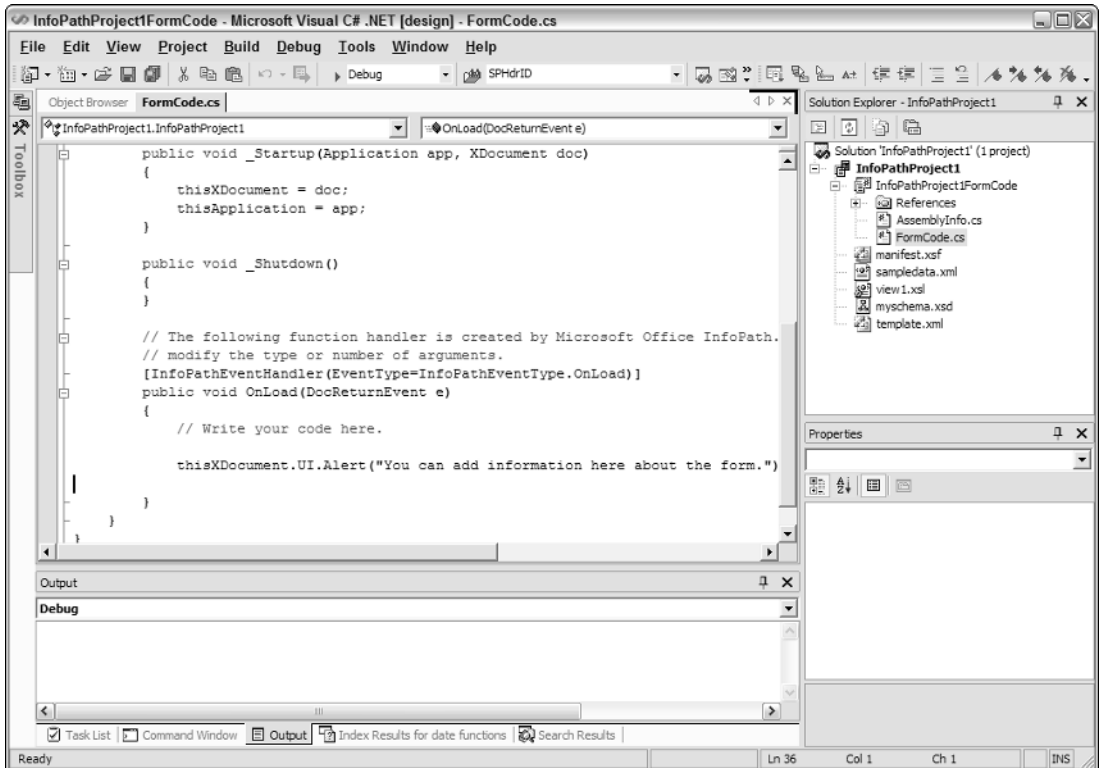 InfoPathProject1FormCode - Microsoft Visual C# .NET [design] - FormCode.cs
File Edit View Project Build Debug Tools Window Help
Debug SPHdrID
Toolbox
Object Browser FormCode.cs
InfoPathProject1.InfoPathProject1 OnLoad(DocReturnEvent e)
public void _Startup(Application app, XDocument doc)
{
thisXDocument = doc;
thisApplication = app;
}
public void _Shutdown()
{
}
// The following function handler is created by Microsoft Office InfoPath.
// modify the type or number of arguments.
[InfoPathEventHandler(EventType=InfoPathEventType.OnLoad)]
public void OnLoad(DocReturnEvent e)
{
// Write your code here.
thisXDocument.UI.Alert("You can add information here about the form.")
}
}
}
Output
Debug
Task List Command Window Output Index Results for date functions Search Results
Solution Explorer - InfoPathProject1
Solution 'InfoPathProject1' (1 project)
InfoPathProject1
InfoPathProject1FormCode
References
AssemblyInfo.cs
FormCode.cs
manifest.xsf
sampledata.xml
view1.xsl
myschema.xsd
template.xml
Properties
Ready Ln 36 Col 1 Ch 1 INS